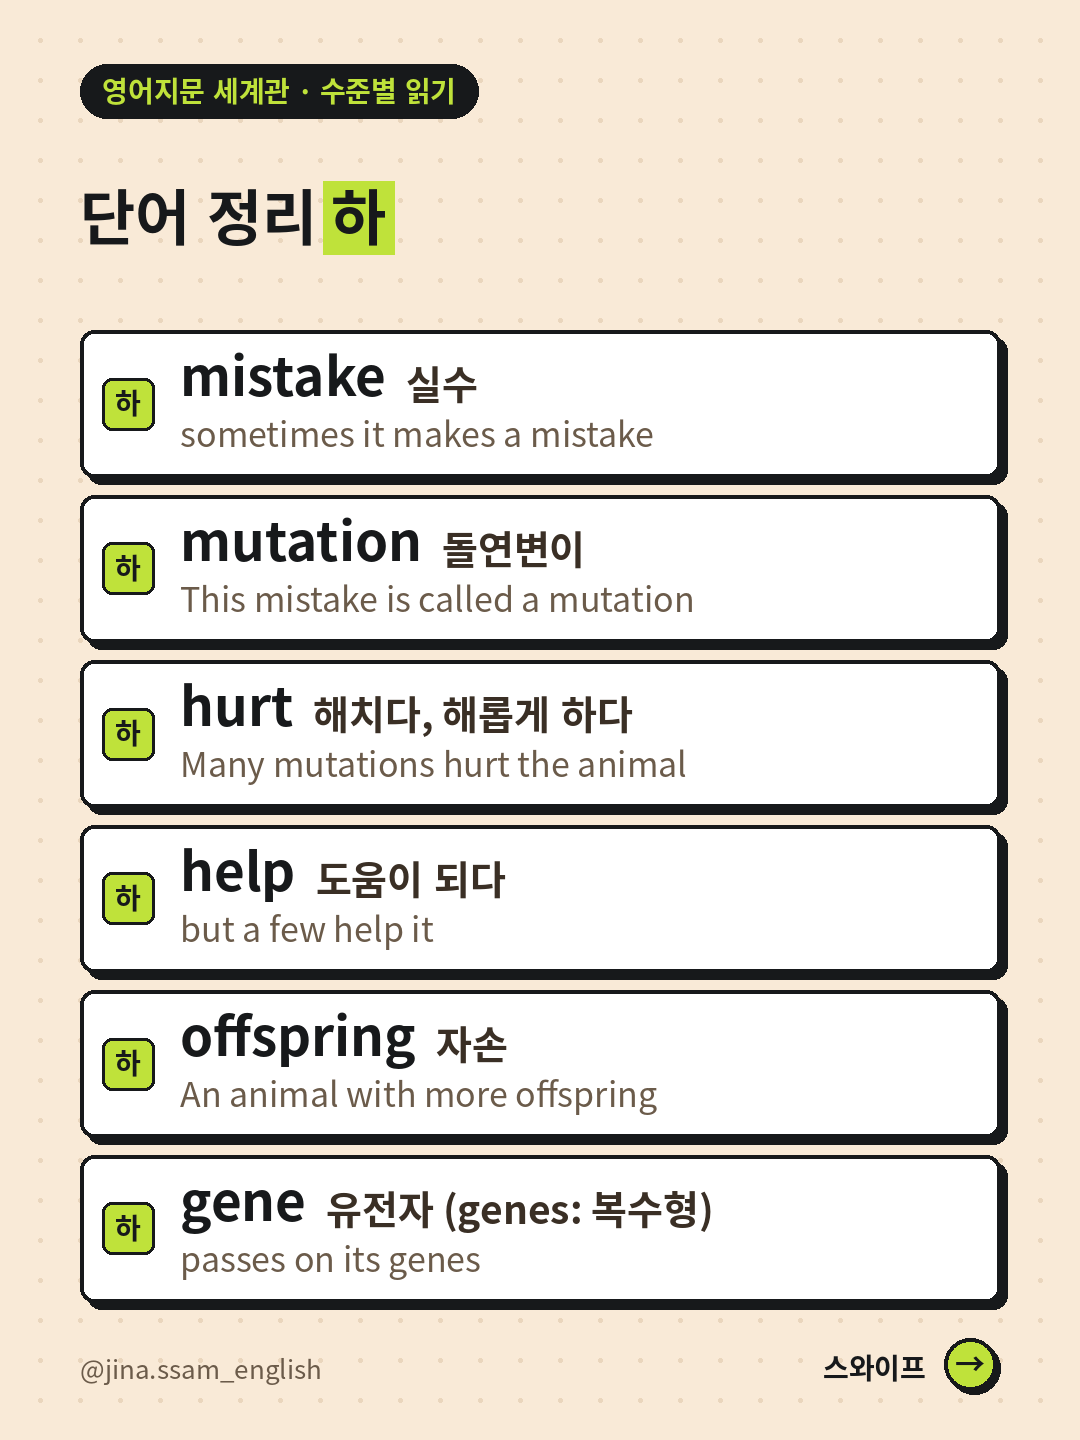 영어지문 세계관 · 수준별 읽기
단어 정리 하
하
mistake 실수
sometimes it makes a mistake
하
mutation 돌연변이
This mistake is called a mutation
하
hurt 해치다, 해롭게 하다
Many mutations hurt the animal
하
help 도움이 되다
but a few help it
하
offspring 자손
An animal with more offspring
하
gene 유전자 (genes: 복수형)
passes on its genes
@jina.ssam_english
스와이프 →